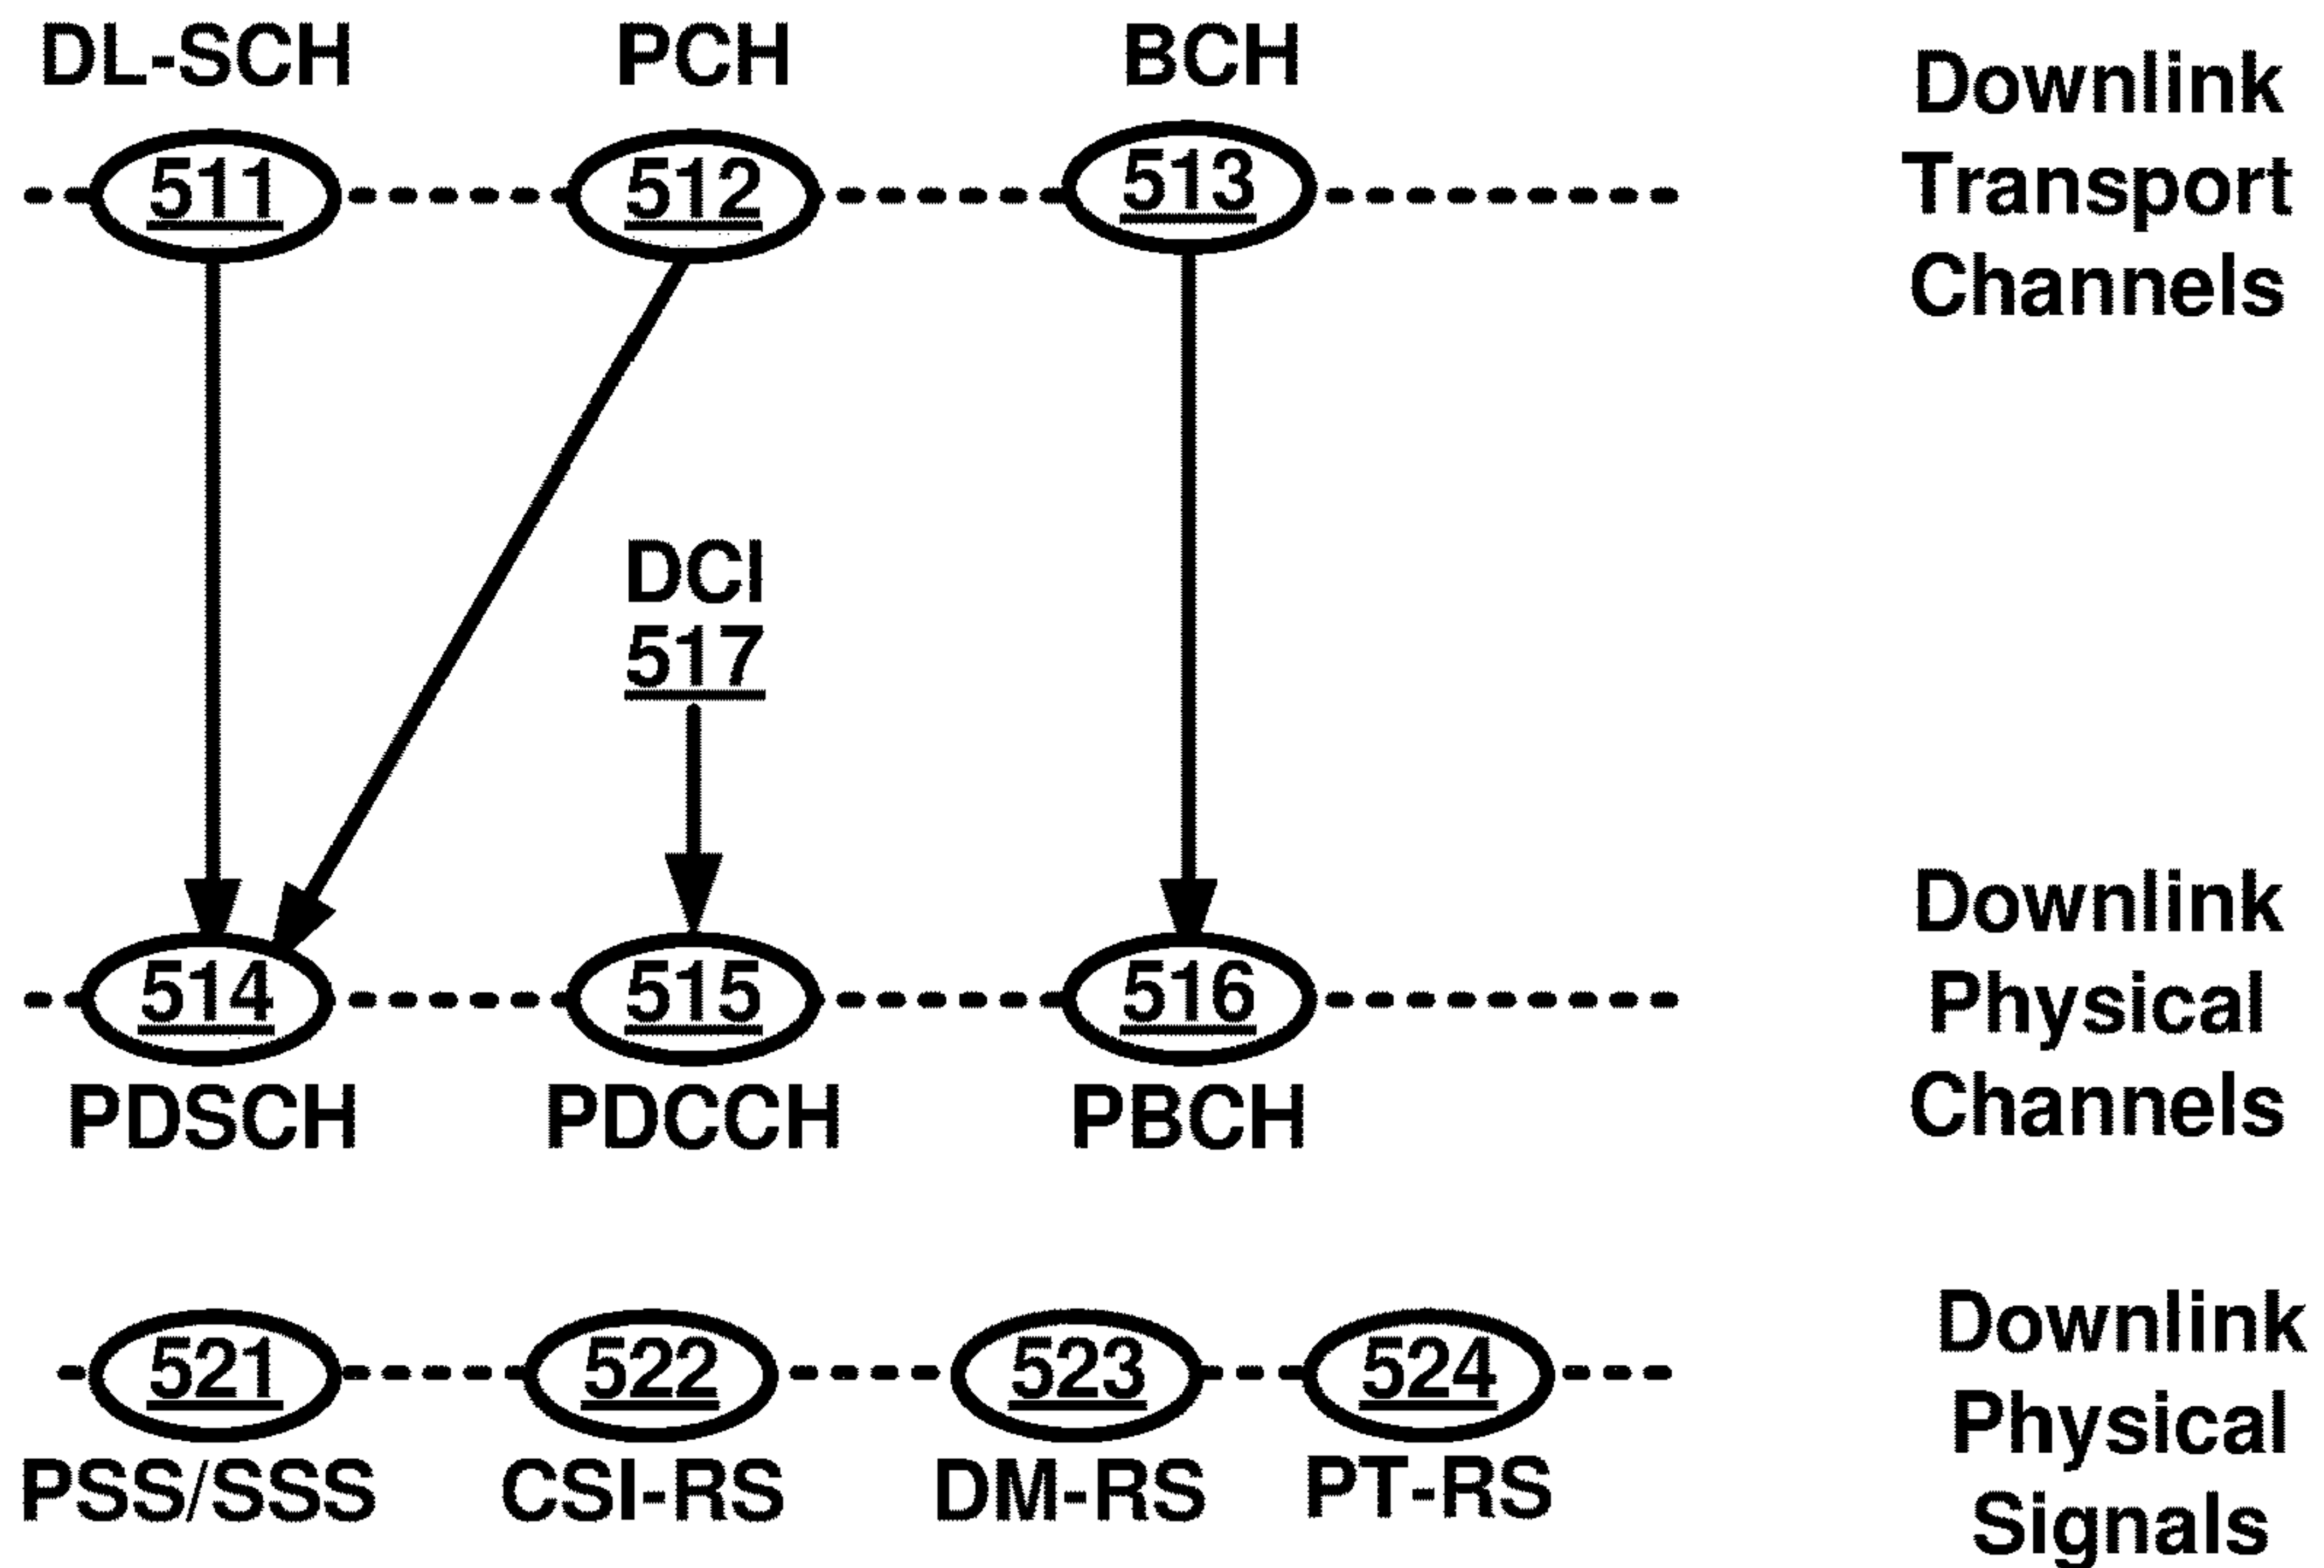 DL-SCH PCH BCH
511 512 513
Downlink
Transport
Channels
DCI
517
514 515 516
PDSCH PDCCH PBCH
Downlink
Physical
Channels
521 522 523 524
PSS/SSS CSI-RS DM-RS PT-RS
Downlink
Physical
Signals